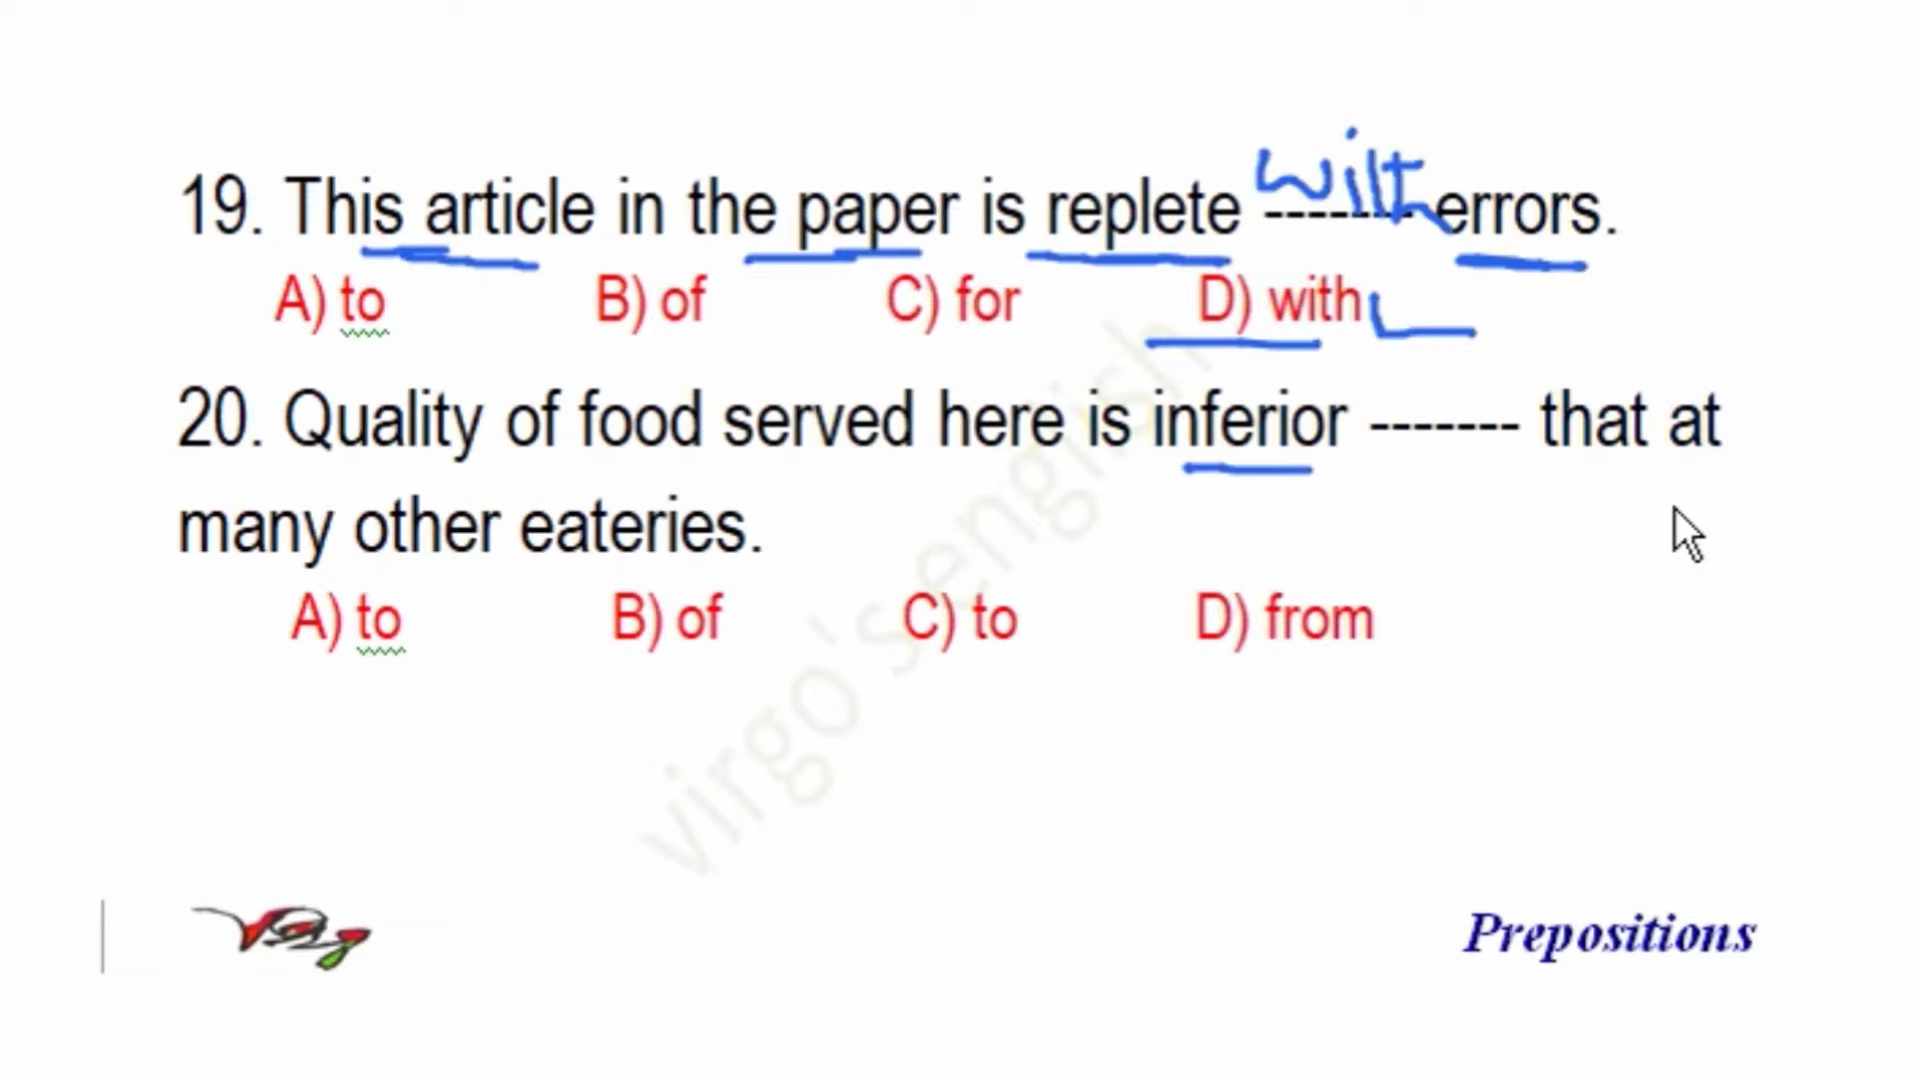 with
19. This article in the paper is replete ------- errors.
A) to B) of C) for D) with
20. Quality of food served here is inferior ------- that at
many other eateries.
A) to B) of C) to D) from
virgo's english
Prepositions